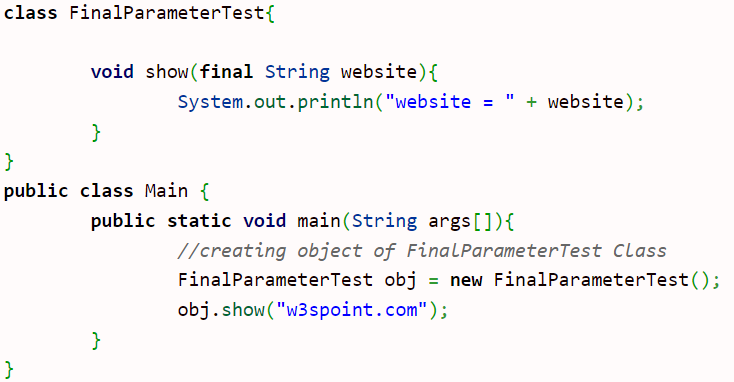 class FinalParameterTest{
void show(final String website){
System.out.println("website = " + website);
}
}
public class Main {
public static void main(String args[]){
//creating object of FinalParameterTest Class
FinalParameterTest obj = new FinalParameterTest();
obj.show("w3spoint.com");
}
}